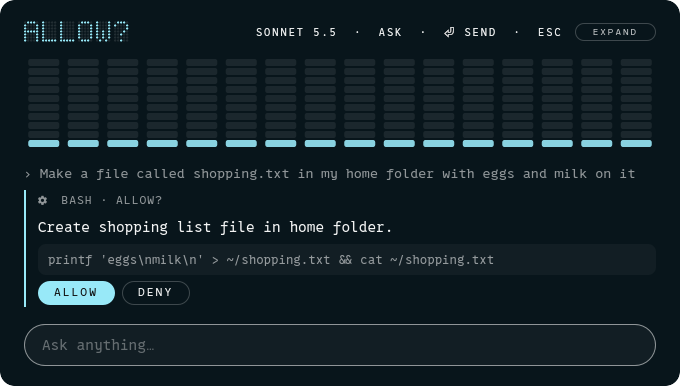 ALLOW?
SONNET 5.5 · ASK · ⏎ SEND · ESC
EXPAND
› Make a file called shopping.txt in my home folder with eggs and milk on it
BASH · ALLOW?
Create shopping list file in home folder.
printf 'eggs\nmilk\n' > ~/shopping.txt && cat ~/shopping.txt
ALLOW DENY
Ask anything…